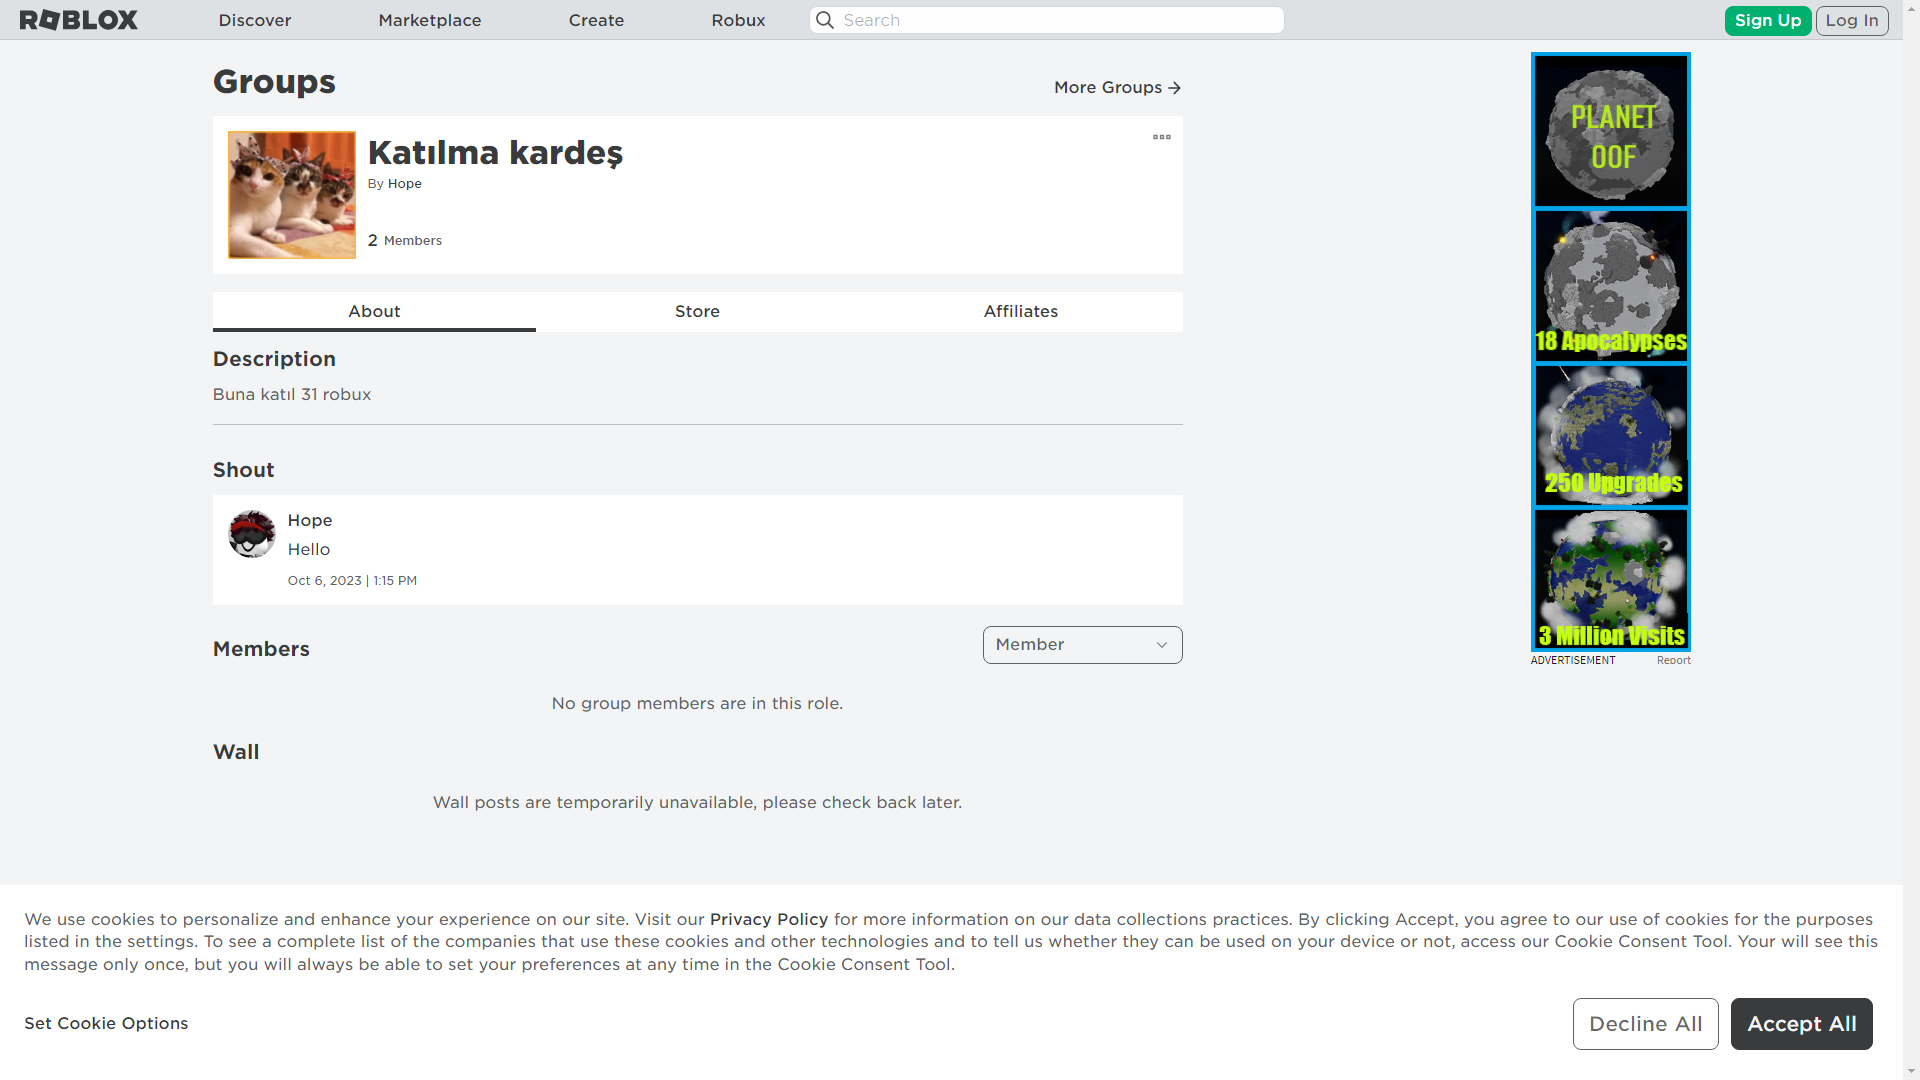 ROBLOX
Discover
Marketplace
Create
Robux
Search
Sign Up
Log In
Groups
More Groups
Katılma kardeş
By Hope
2 Members
About
Store
Affiliates
Description
Buna katıl 31 robux
Shout
Hope
Hello
Oct 6, 2023 | 1:15 PM
Members
Member
No group members are in this role.
Wall
Wall posts are temporarily unavailable, please check back later.
PLANET
OOF
18 Apocalypses
250 Upgrades
3 Million Visits
ADVERTISEMENT
Report
We use cookies to personalize and enhance your experience on our site. Visit our Privacy Policy for more information on our data collections practices. By clicking Accept, you agree to our use of cookies for the purposes
listed in the settings. To see a complete list of the companies that use these cookies and other technologies and to tell us whether they can be used on your device or not, access our Cookie Consent Tool. Your will see this
message only once, but you will always be able to set your preferences at any time in the Cookie Consent Tool.
Set Cookie Options
Decline All
Accept All